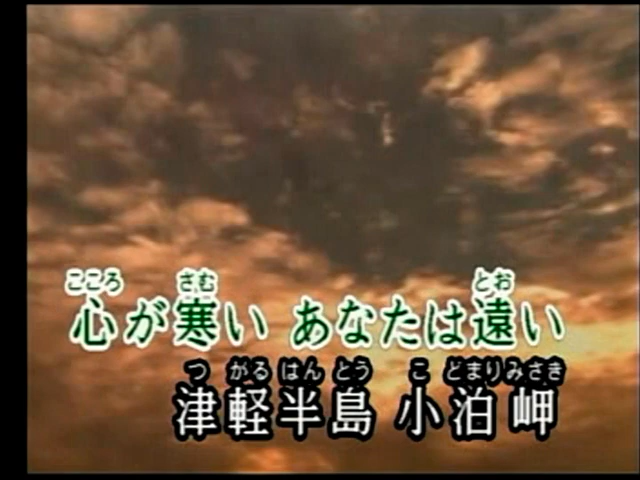 こころ さむ とお
心が寒い あなたは遠い
つ がる はん とう こ どまり みさき
津軽半島 小泊岬